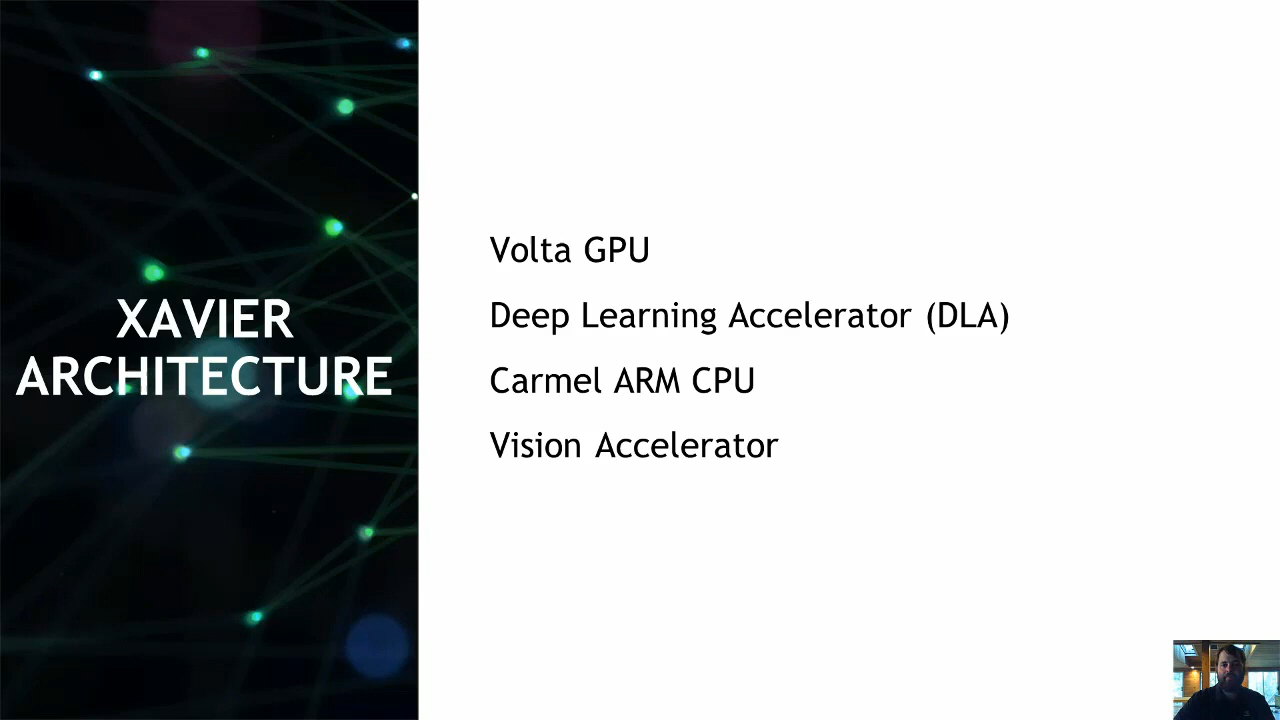 XAVIER
ARCHITECTURE
Volta GPU
Deep Learning Accelerator (DLA)
Carmel ARM CPU
Vision Accelerator